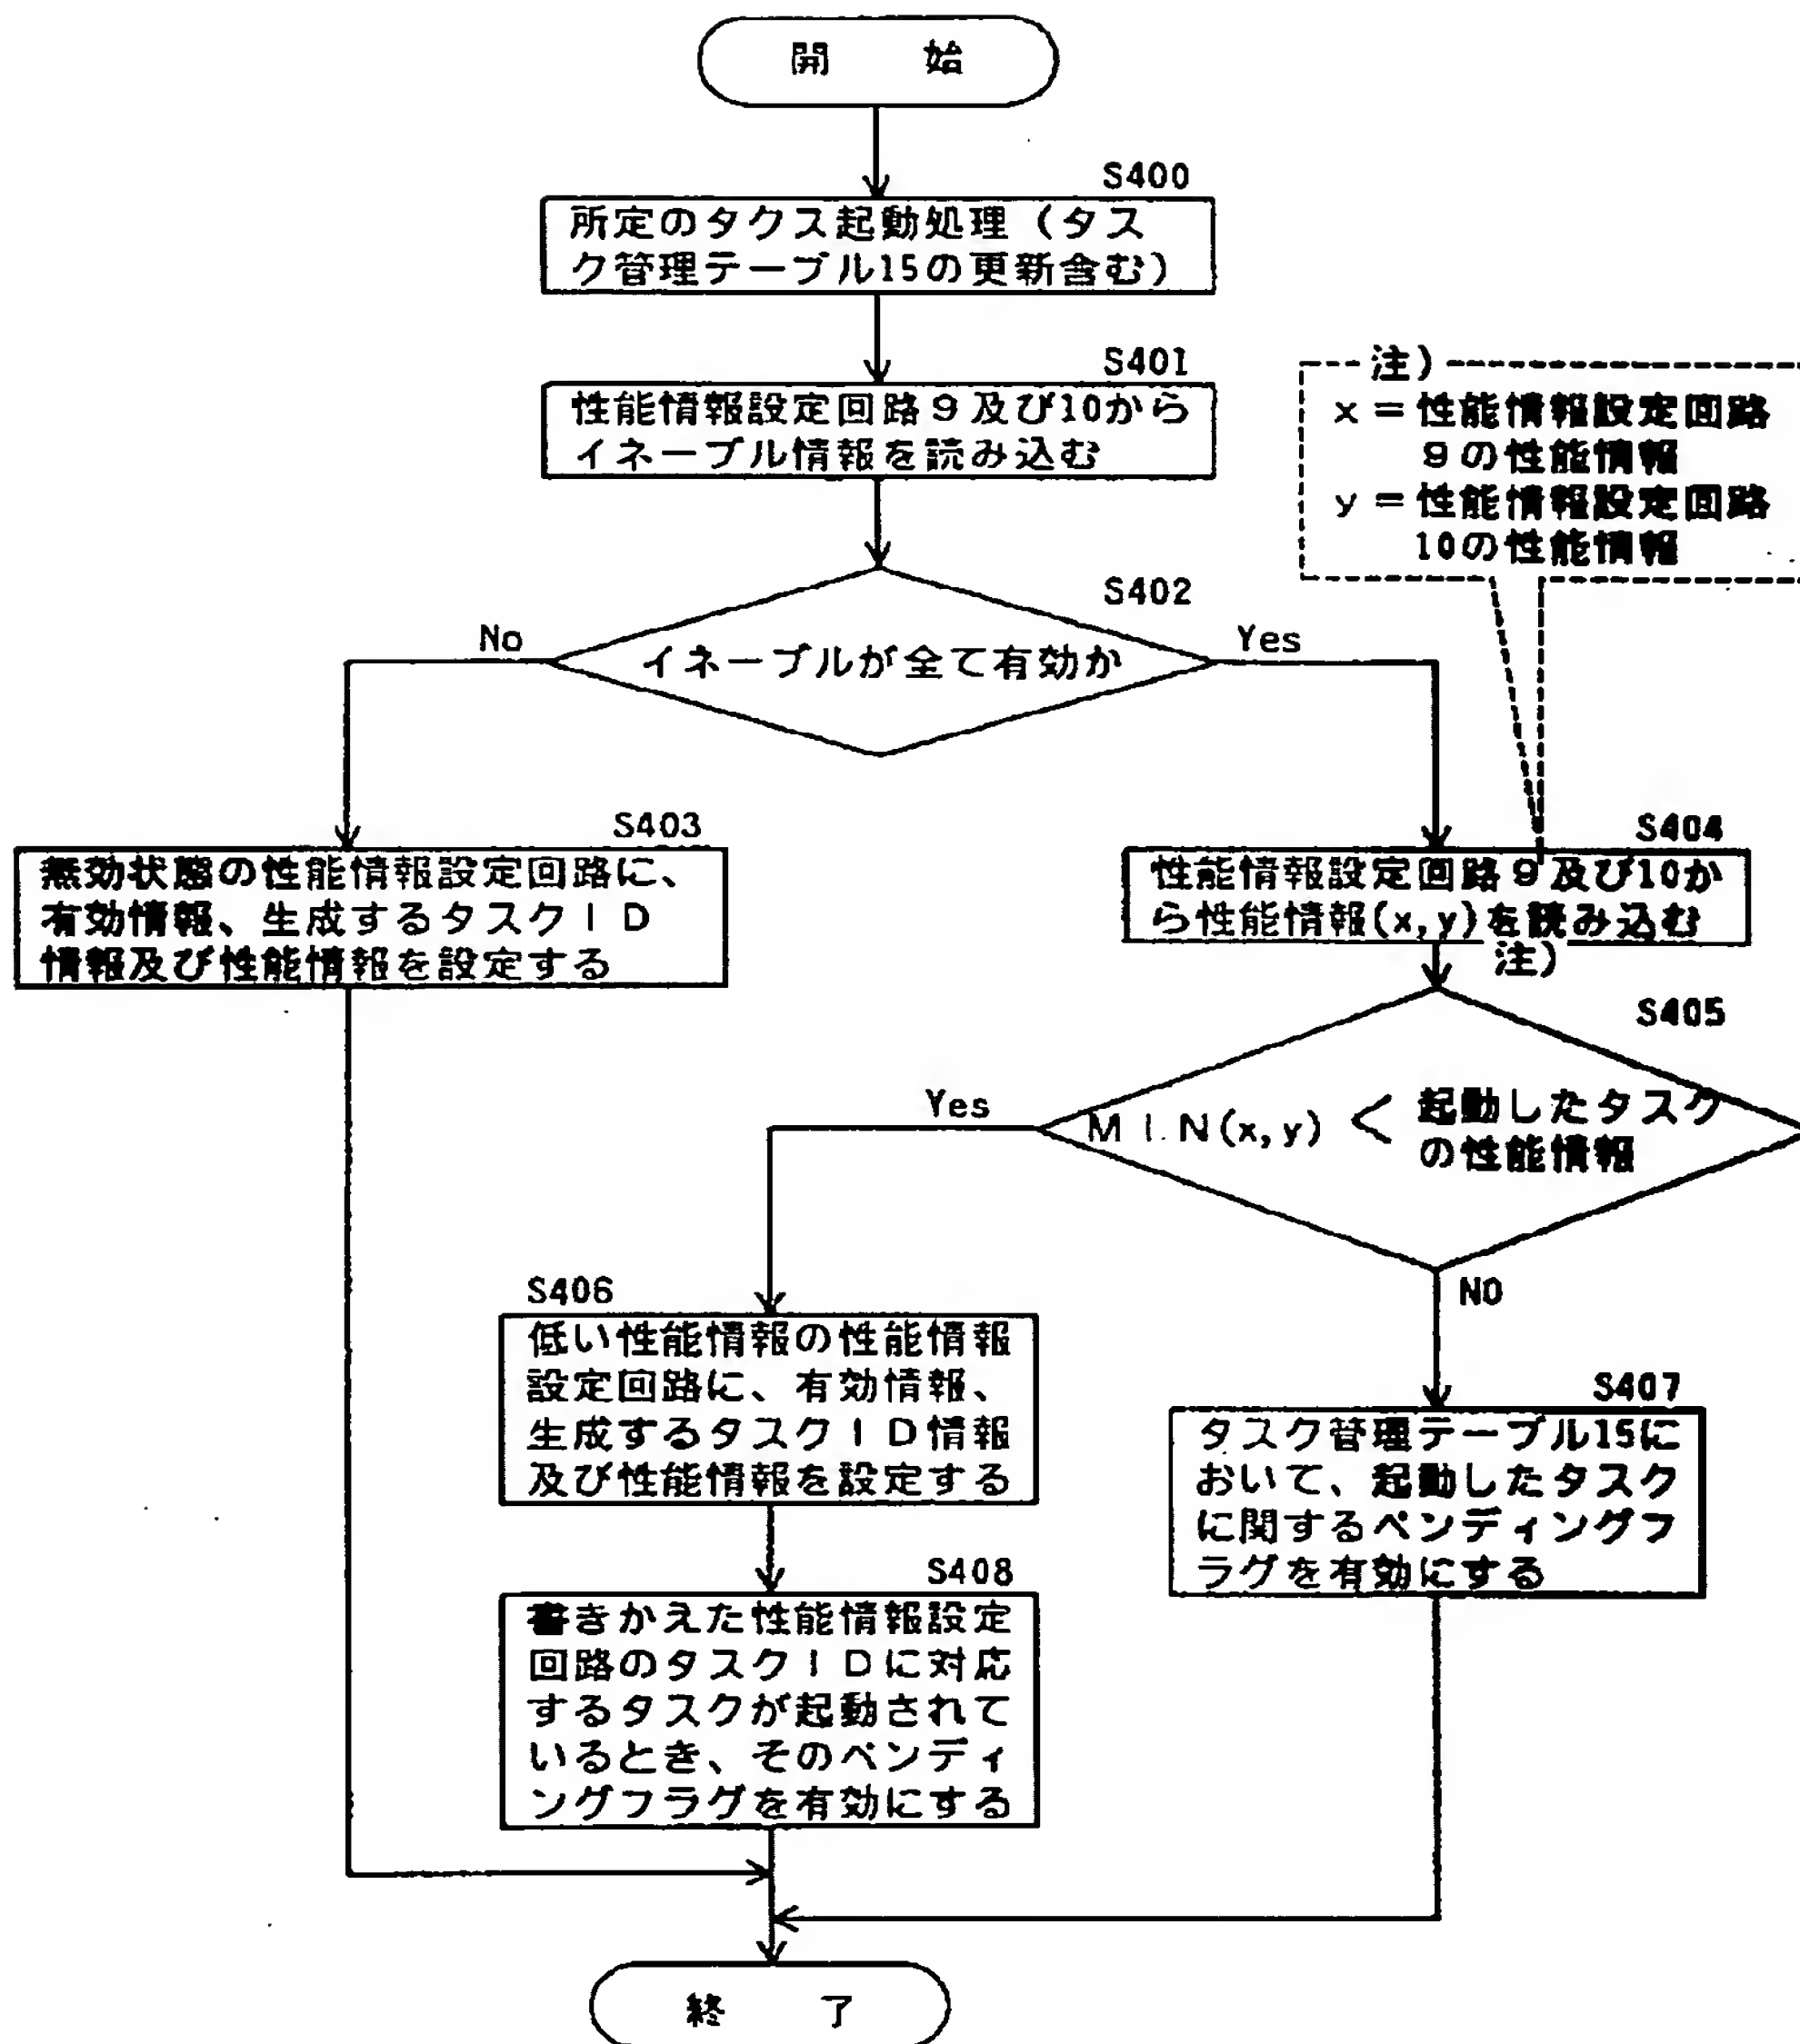 開 始
S400
所定のタクス起動処理（タス
ク管理テーブル15の更新含む）
S401
性能情報設定回路９及び10から
イネーブル情報を読み込む
注）
x＝性能情報設定回路
９の性能情報
y＝性能情報設定回路
10の性能情報
S402
イネーブルが全て有効か
No
Yes
S403
無効状態の性能情報設定回路に、
有効情報、生成するタスクＩＤ
情報及び性能情報を設定する
S404
性能情報設定回路９及び10か
ら性能情報(x,y)を読み込む
注）
S405
ＭＩＮ(x,y) ＜ 起動したタスク
の性能情報
Yes
NO
S406
低い性能情報の性能情報
設定回路に、有効情報、
生成するタスクＩＤ情報
及び性能情報を設定する
S407
タスク管理テーブル15に
おいて、起動したタスク
に関するペンディングフ
ラグを有効にする
S408
書きかえた性能情報設定
回路のタスクＩＤに対応
するタスクが起動されて
いるとき、そのペンディ
ングフラグを有効にする
終 了